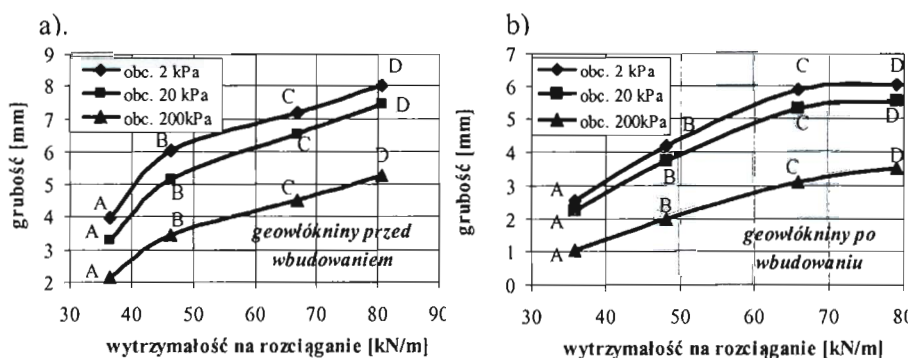 a).
grubość [mm]
9
8
7
6
5
4
3
2
obc. 2 kPa
obc. 20 kPa
obc. 200kPa
A
A
A
B
B
B
C
C
C
D
D
D
geowłókniny przed
wbudowaniem
30 40 50 60 70 80 90
wytrzymałość na rozciąganie [kN/m]
b).
grubość [mm]
7
6
5
4
3
2
1
0
obc. 2 kPa
obc. 20 kPa
obc. 200kPa
A
A
A
B
B
B
C
C
C
D
D
D
geowłókniny po
wbudowaniu
30 40 50 60 70 80
wytrzymałość na rozciąganie [kN/m]